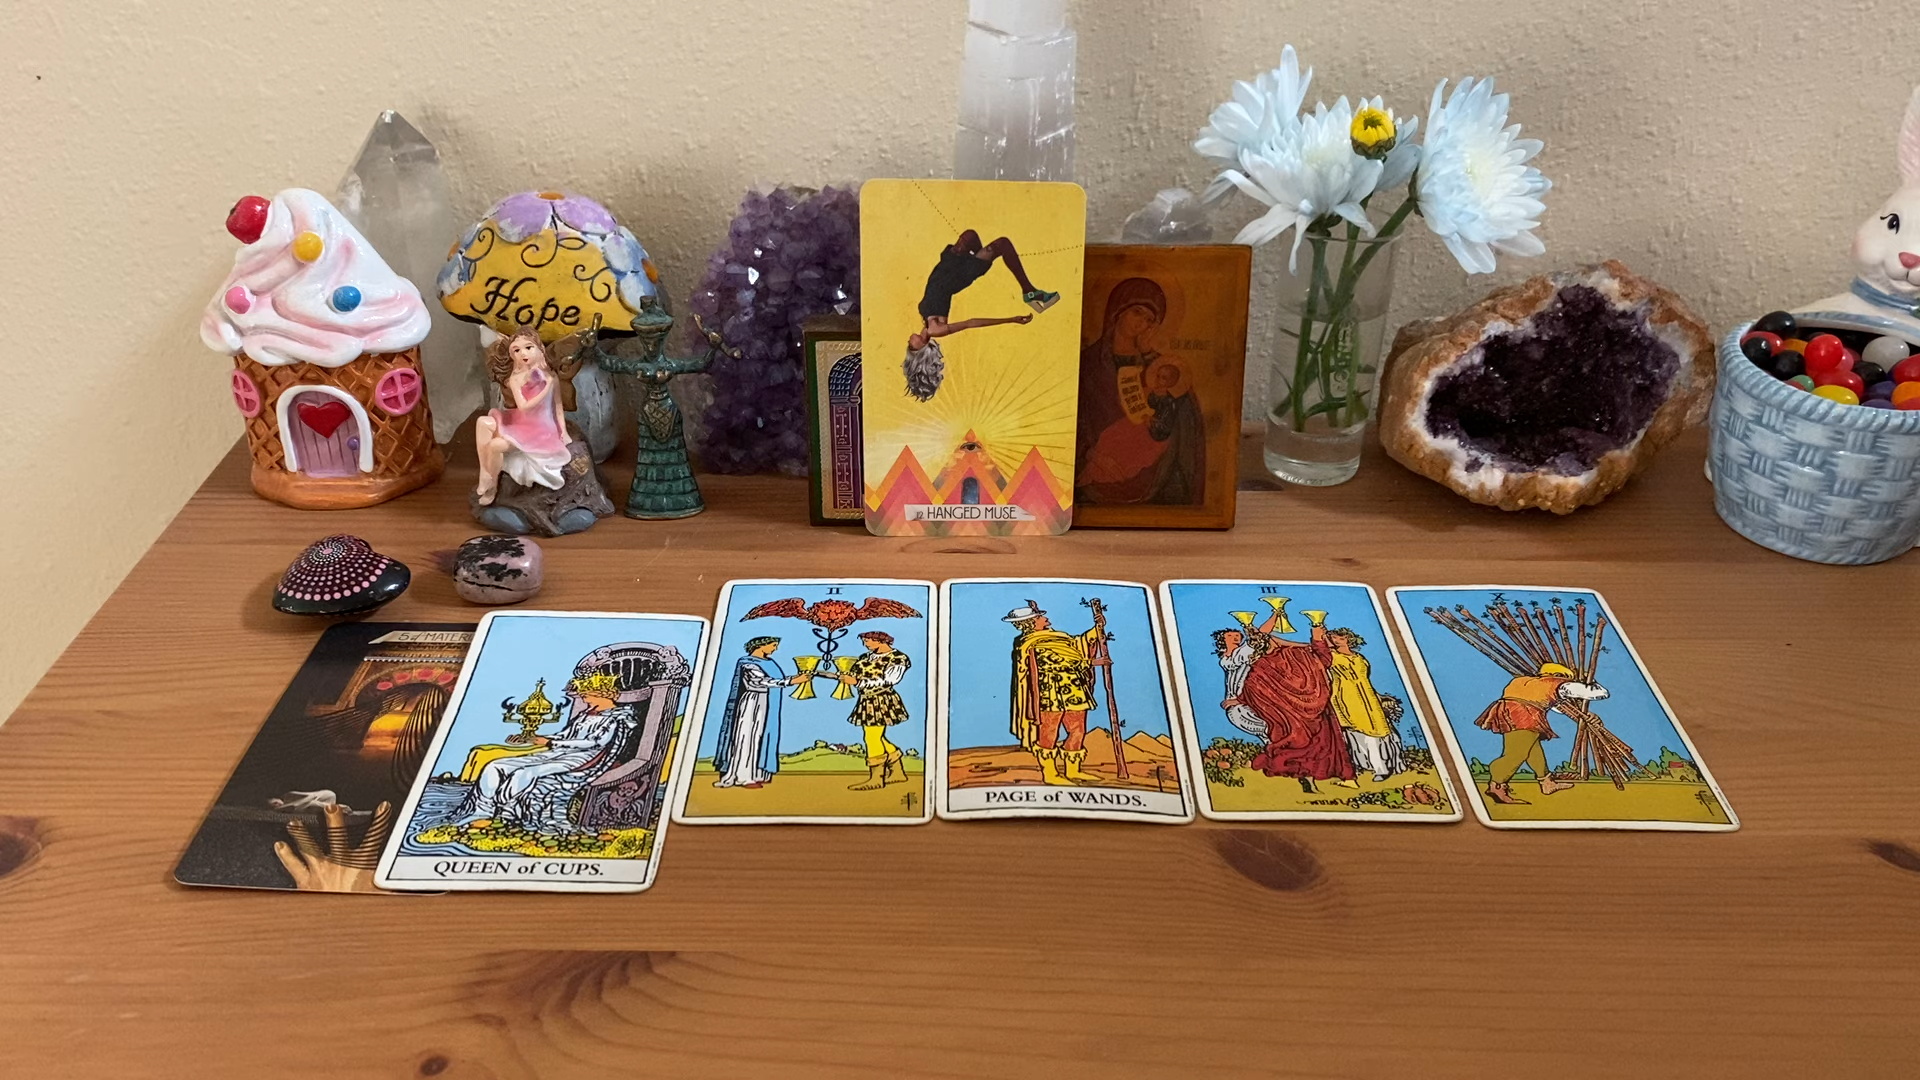 Hope
12 HANGED MUSE
5 of MATER
II
III
X
QUEEN of CUPS.
PAGE of WANDS.